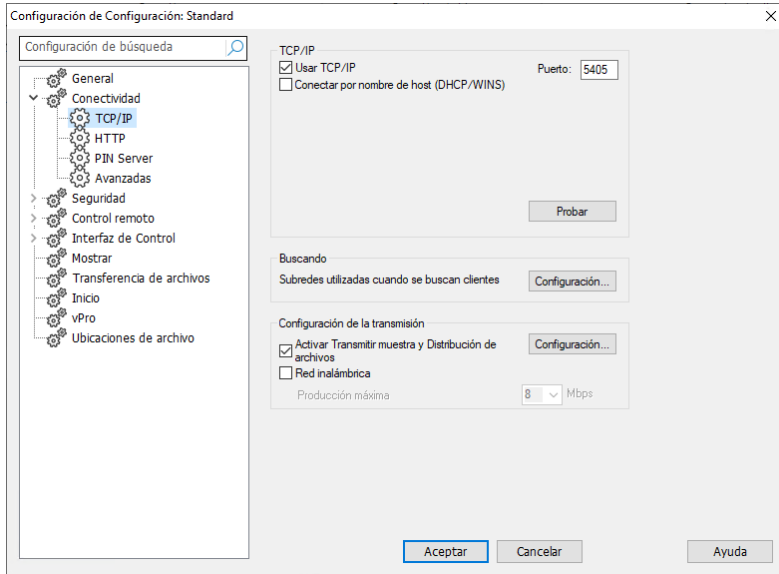 Configuración de Configuración: Standard
Configuración de búsqueda
General
Conectividad
TCP/IP
HTTP
PIN Server
Avanzadas
Seguridad
Control remoto
Interfaz de Control
Mostrar
Transferencia de archivos
Inicio
vPro
Ubicaciones de archivo
TCP/IP
Usar TCP/IP
Puerto: 5405
Conectar por nombre de host (DHCP/WINS)
Probar
Buscando
Subredes utilizadas cuando se buscan clientes
Configuración...
Configuración de la transmisión
Activar Transmitir muestra y Distribución de
archivos
Configuración...
Red inalámbrica
Producción máxima
8 Mbps
Aceptar
Cancelar
Ayuda